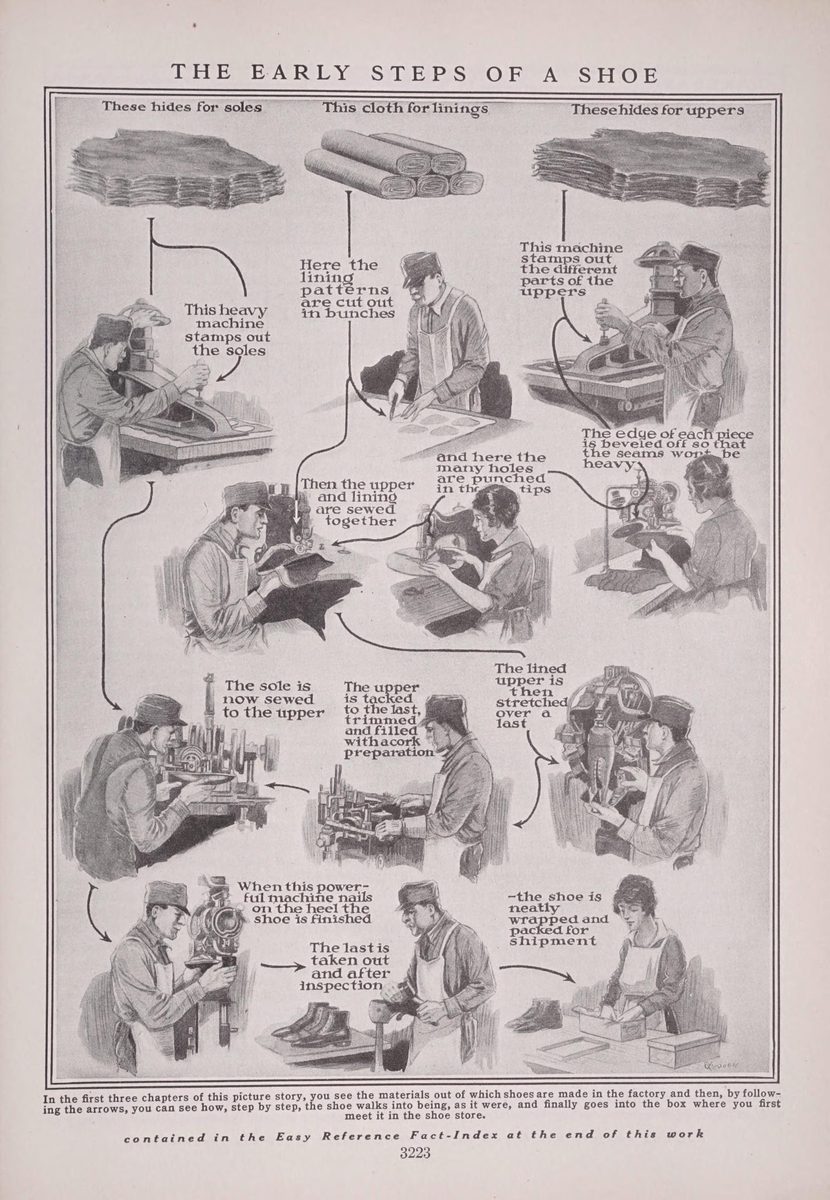 THE EARLY STEPS OF A SHOE
These hides for soles
This cloth for linings
These hides for uppers
This heavy
machine
stamps out
the soles
Here the
lining
patterns
are cut out
in bunches
This machine
stamps out
the different
parts of the
uppers
The edge of each piece
is beveled off so that
the seams wont be
heavy
and here the
many holes
are punched
in the tips
Then the upper
and lining
are sewed
together
The lined
upper is
then
stretched
over a
last
The upper
is tacked
to the last,
trimmed
and filled
with a cork
preparation
The sole is
now sewed
to the upper
When this power-
ful machine nails
on the heel the
shoe is finished
The last is
taken out
and after
inspection
-the shoe is
neatly
wrapped and
packed for
shipment
In the first three chapters of this picture story, you see the materials out of which shoes are made in the factory and then, by follow-
ing the arrows, you can see how, step by step, the shoe walks into being, as it were, and finally goes into the box where you first
meet it in the shoe store.
contained in the Easy Reference Fact-Index at the end of this work
3223